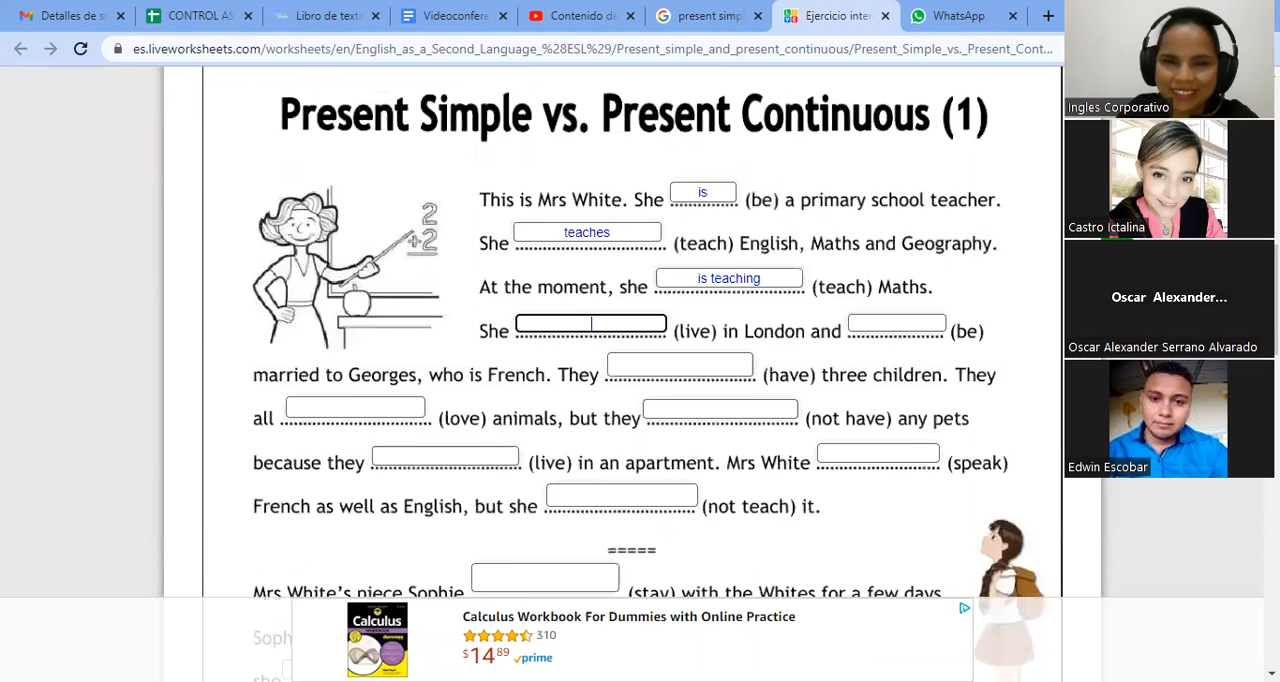 Detalles de su
CONTROL AS
Libro de texto
Videoconfere
Contenido de
present simpl
Ejercicio inter
WhatsApp
es.liveworksheets.com/worksheets/en/English_as_a_Second_Language_%28ESL%29/Present_simple_and_present_continuous/Present_Simple_vs._Present_Cont...
Present Simple vs. Present Continuous (1)
2
+2
This is Mrs White. She is (be) a primary school teacher.
She teaches (teach) English, Maths and Geography.
At the moment, she is teaching (teach) Maths.
She (live) in London and (be)
married to Georges, who is French. They (have) three children. They
all (love) animals, but they (not have) any pets
because they (live) in an apartment. Mrs White (speak)
French as well as English, but she (not teach) it.
=====
Mrs White's niece Sophie (stay) with the Whites for a few days.
Soph
she
Calculus
Calculus Workbook For Dummies with Online Practice
310
$14 89 prime
Ingles Corporativo
Castro Ictalina
Oscar Alexander...
Oscar Alexander Serrano Alvarado
Edwin Escobar